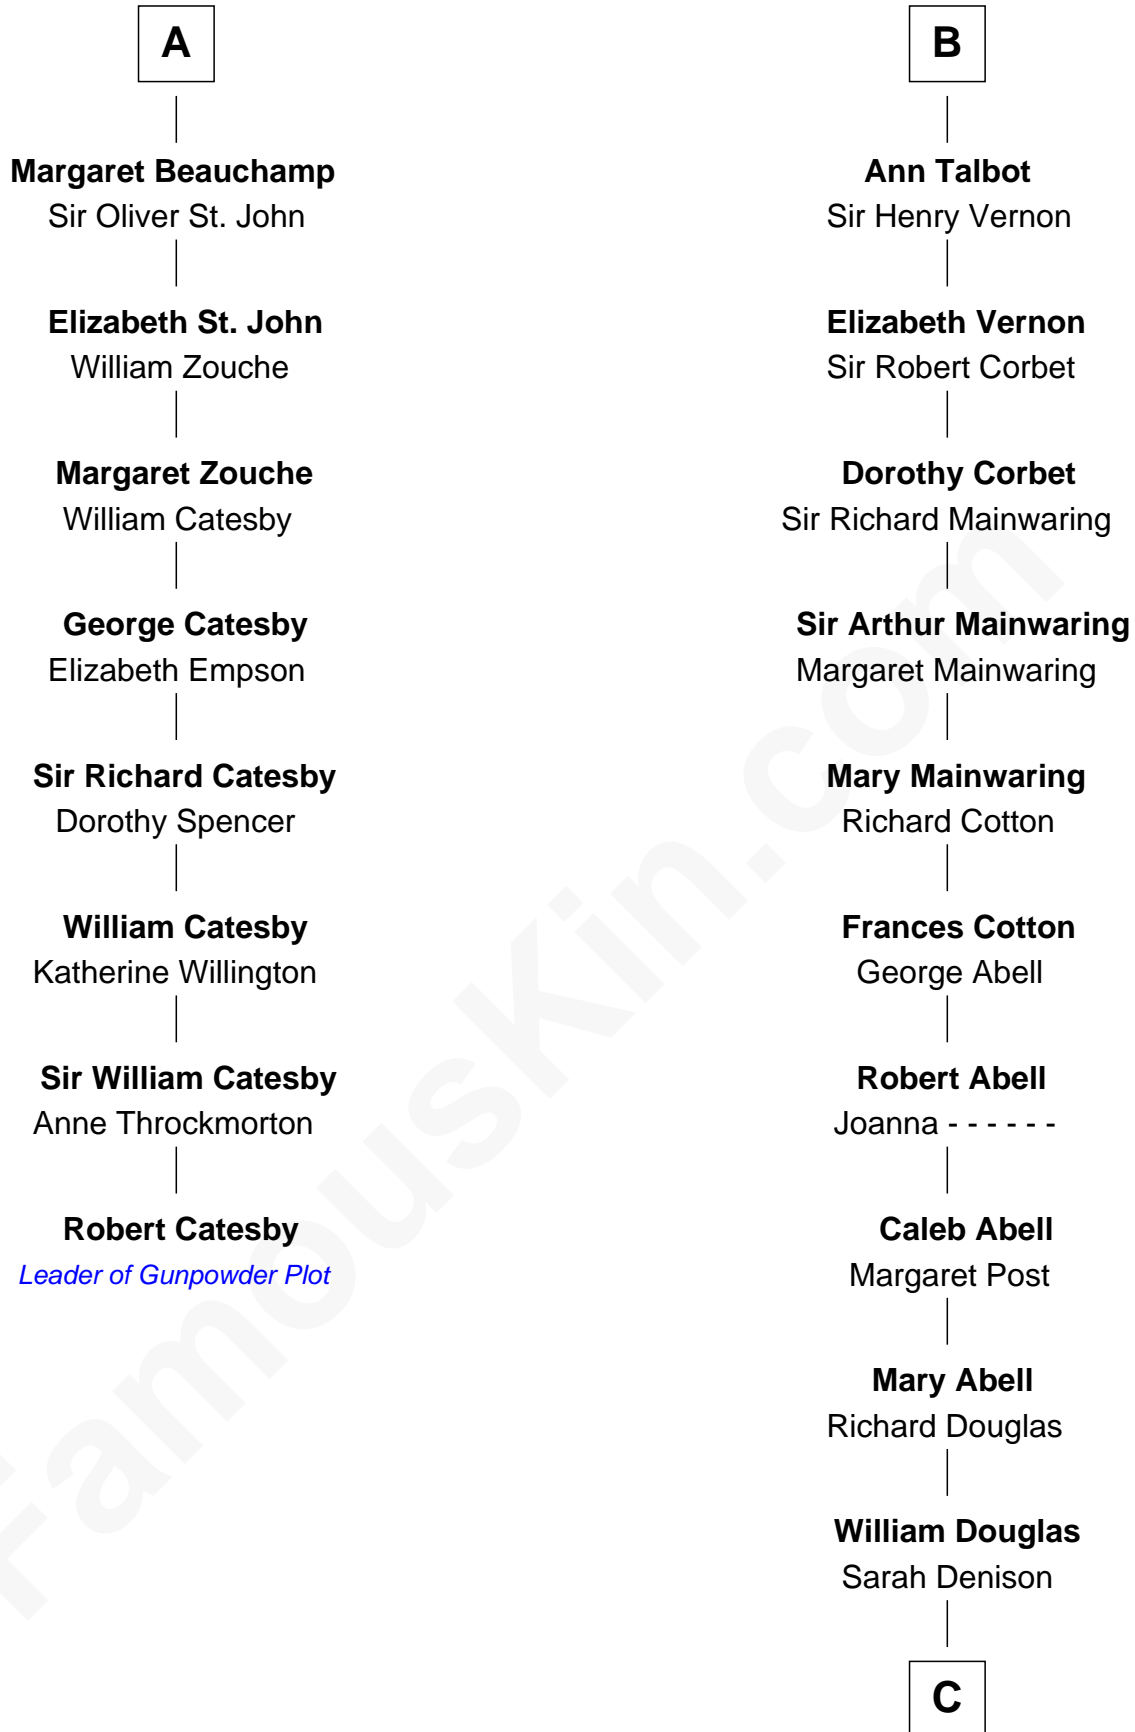 A
Margaret Beauchamp
Sir Oliver St. John
Elizabeth St. John
William Zouche
Margaret Zouche
William Catesby
George Catesby
Elizabeth Empson
Sir Richard Catesby
Dorothy Spencer
William Catesby
Katherine Willington
Sir William Catesby
Anne Throckmorton
Robert Catesby
Leader of Gunpowder Plot
B
Ann Talbot
Sir Henry Vernon
Elizabeth Vernon
Sir Robert Corbet
Dorothy Corbet
Sir Richard Mainwaring
Sir Arthur Mainwaring
Margaret Mainwaring
Mary Mainwaring
Richard Cotton
Frances Cotton
George Abell
Robert Abell
Joanna - - - - - -
Caleb Abell
Margaret Post
Mary Abell
Richard Douglas
William Douglas
Sarah Denison
C
FamousKin.com